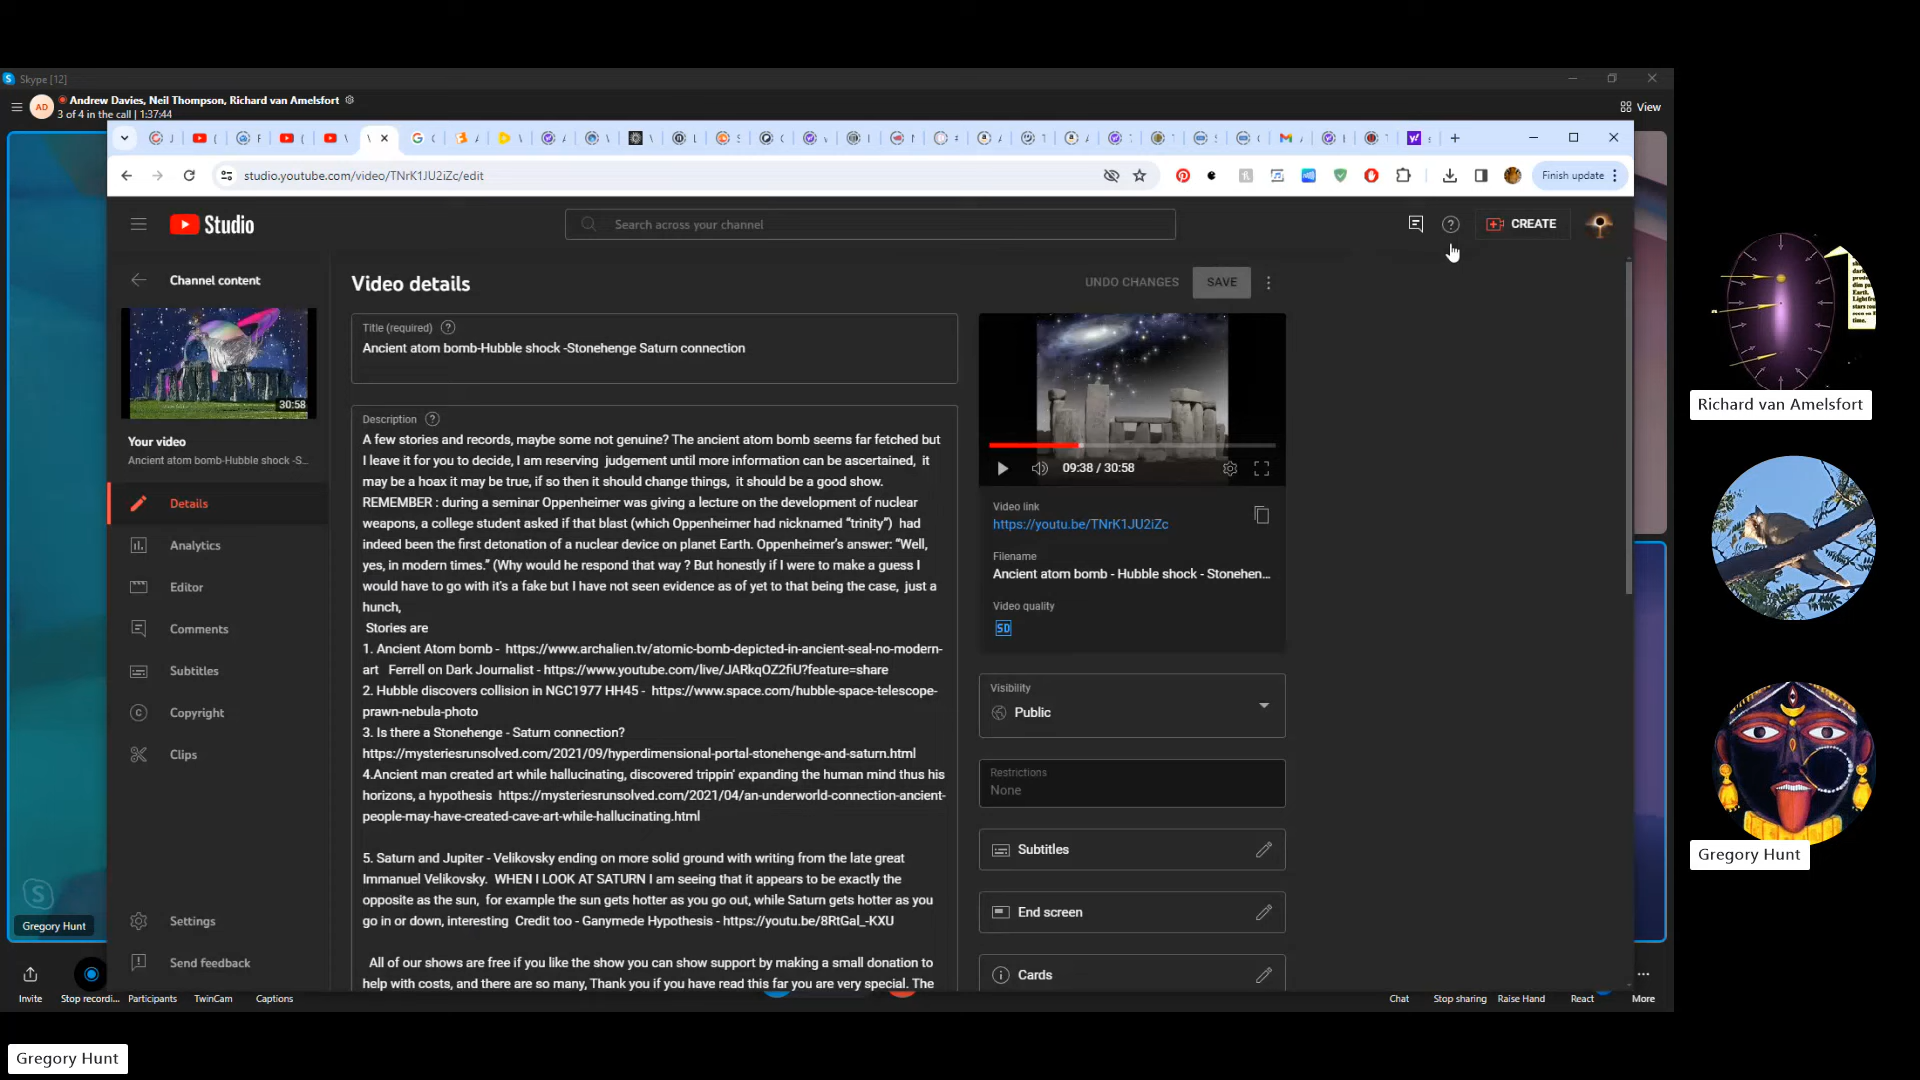 Skype [12]
AD
Andrew Davies, Neil Thompson, Richard van Amelsfort
3 of 4 in the call | 1:37:44
View
studio.youtube.com/video/TNrK1JU2iZc/edit
Finish update
Studio
Search across your channel
CREATE
Channel content
30:58
Your video
Ancient atom bomb-Hubble shock -S...
Details
Analytics
Editor
Comments
Subtitles
Copyright
Clips
Settings
Send feedback
Video details
UNDO CHANGES
SAVE
Title (required)
Ancient atom bomb-Hubble shock -Stonehenge Saturn connection
Description
A few stories and records, maybe some not genuine? The ancient atom bomb seems far fetched but
I leave it for you to decide, I am reserving judgement until more information can be ascertained, it
may be a hoax it may be true, if so then it should change things, it should be a good show.
REMEMBER : during a seminar Oppenheimer was giving a lecture on the development of nuclear
weapons, a college student asked if that blast (which Oppenheimer had nicknamed “trinity”) had
indeed been the first detonation of a nuclear device on planet Earth. Oppenheimer’s answer: “Well,
yes, in modern times.” (Why would he respond that way ? But honestly if I were to make a guess I
would have to go with it's a fake but I have not seen evidence as of yet to that being the case, just a
hunch,
Stories are
1. Ancient Atom bomb - https://www.archalien.tv/atomic-bomb-depicted-in-ancient-seal-no-modern-
art Ferrell on Dark Journalist - https://www.youtube.com/live/JARkqOZ2fiU?feature=share
2. Hubble discovers collision in NGC1977 HH45 - https://www.space.com/hubble-space-telescope-
prawn-nebula-photo
3. Is there a Stonehenge - Saturn connection?
https://mysteriesrunsolved.com/2021/09/hyperdimensional-portal-stonehenge-and-saturn.html
4.Ancient man created art while hallucinating, discovered trippin' expanding the human mind thus his
horizons, a hypothesis https://mysteriesrunsolved.com/2021/04/an-underworld-connection-ancient-
people-may-have-created-cave-art-while-hallucinating.html
5. Saturn and Jupiter - Velikovsky ending on more solid ground with writing from the late great
Immanuel Velikovsky. WHEN I LOOK AT SATURN I am seeing that it appears to be exactly the
opposite as the sun, for example the sun gets hotter as you go out, while Saturn gets hotter as you
go in or down, interesting Credit too - Ganymede Hypothesis - https://youtu.be/8RtGal_-KXU
All of our shows are free if you like the show you can show support by making a small donation to
help with costs, and there are so many, Thank you if you have read this far you are very special. The
09:38 / 30:58
Video link
https://youtu.be/TNrK1JU2iZc
Filename
Ancient atom bomb - Hubble shock - Stonehen...
Video quality
SD
Visibility
Public
Restrictions
None
Subtitles
End screen
Cards
Gregory Hunt
Invite
Stop recordi...
Participants
TwinCam
Captions
Chat
Stop sharing
Raise Hand
React
More
Richard van Amelsfort
Gregory Hunt
Gregory Hunt